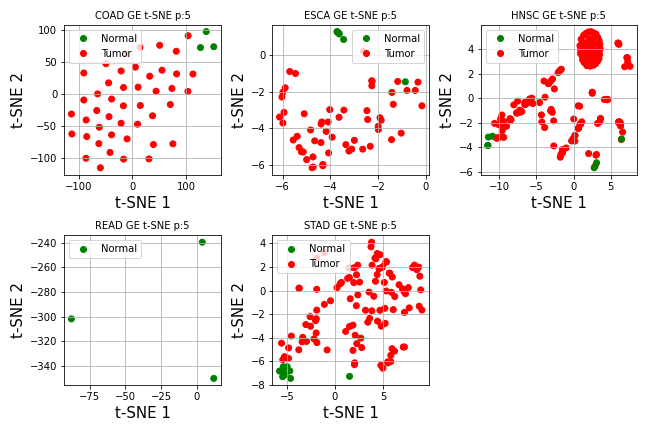 COAD GE t-SNE p:5
ESCA GE t-SNE p:5
HNSC GE t-SNE p:5
Normal
Tumor
Normal
Tumor
Normal
Tumor
100
50
0
−50
−100
0
−2
−4
−6
4
2
0
−2
−4
−6
t-SNE 2
t-SNE 2
t-SNE 2
−100
0
100
−6
−4
−2
0
−10
−5
0
5
t-SNE 1
t-SNE 1
t-SNE 1
READ GE t-SNE p:5
STAD GE t-SNE p:5
Normal
Normal
Tumor
−240
−260
−280
−300
−320
−340
4
2
0
−2
−4
−6
−8
t-SNE 2
t-SNE 2
−75
−50
−25
0
−5
0
5
t-SNE 1
t-SNE 1